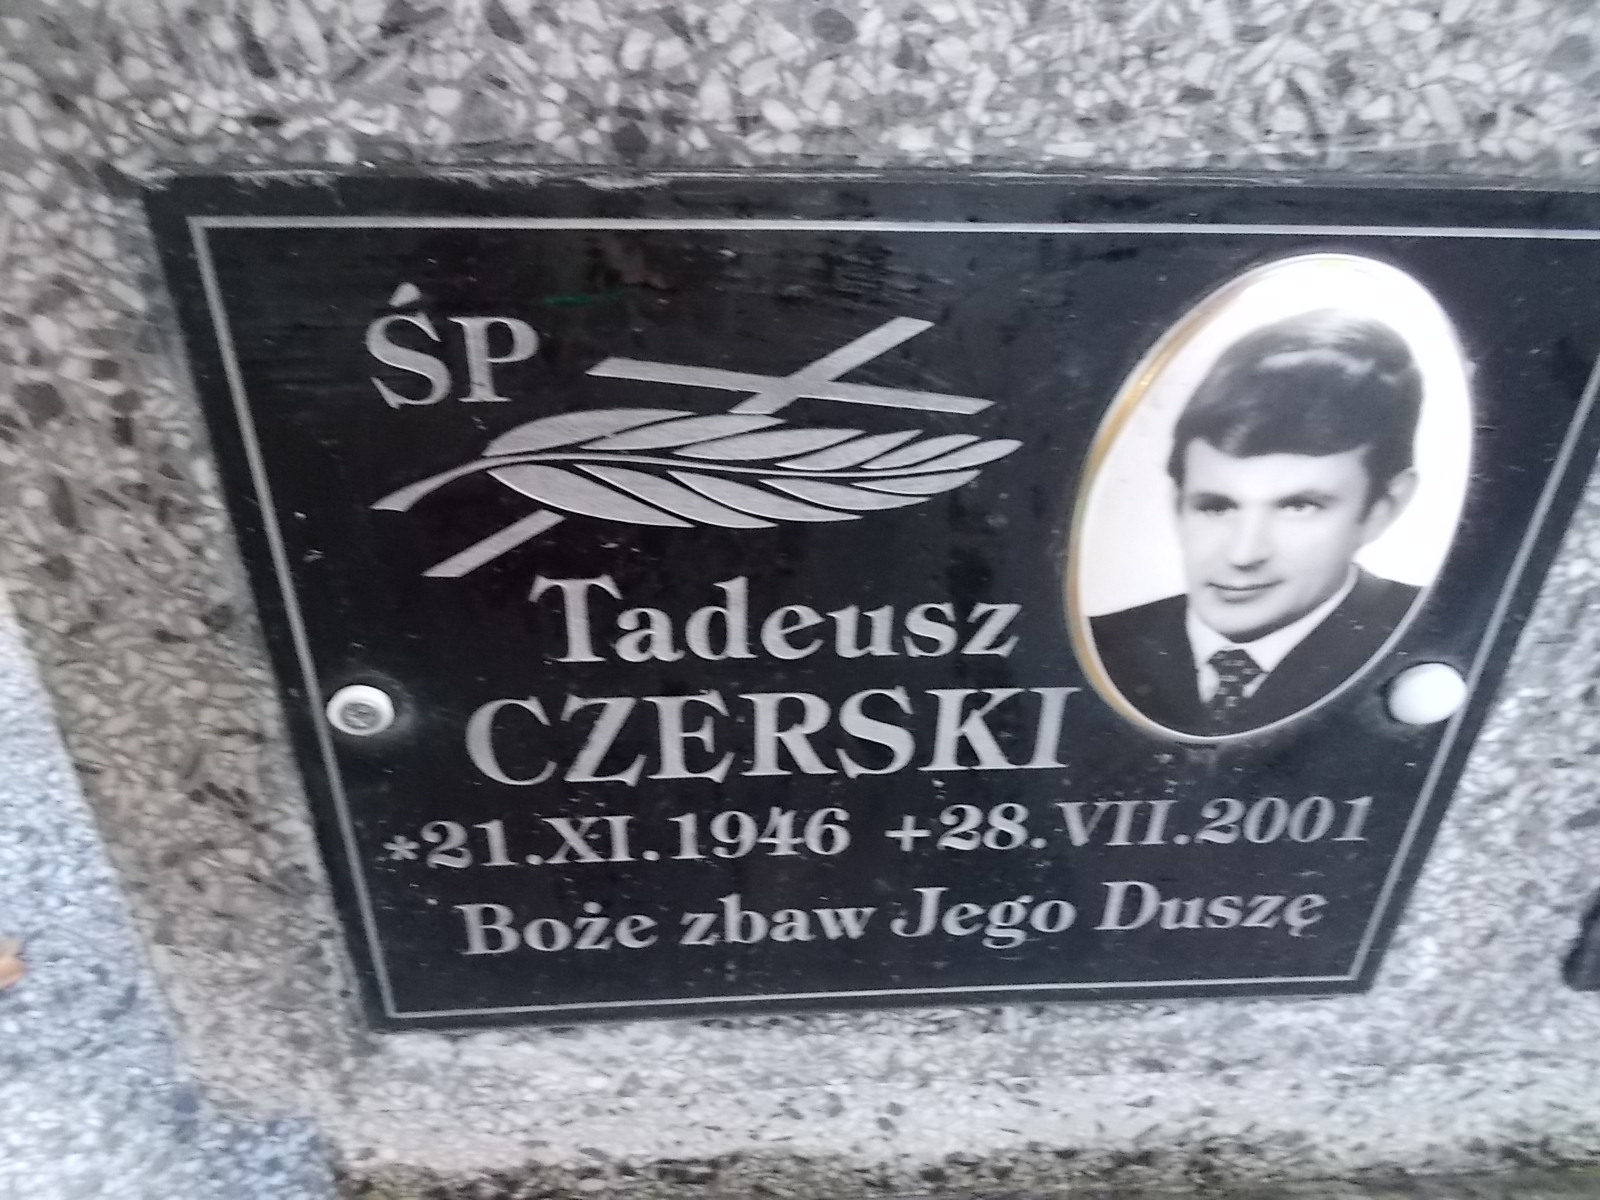 ŚP
Tadeusz
CZERSKI
*21.XI.1946 +28.VII.2001
Boże zbaw Jego Duszę